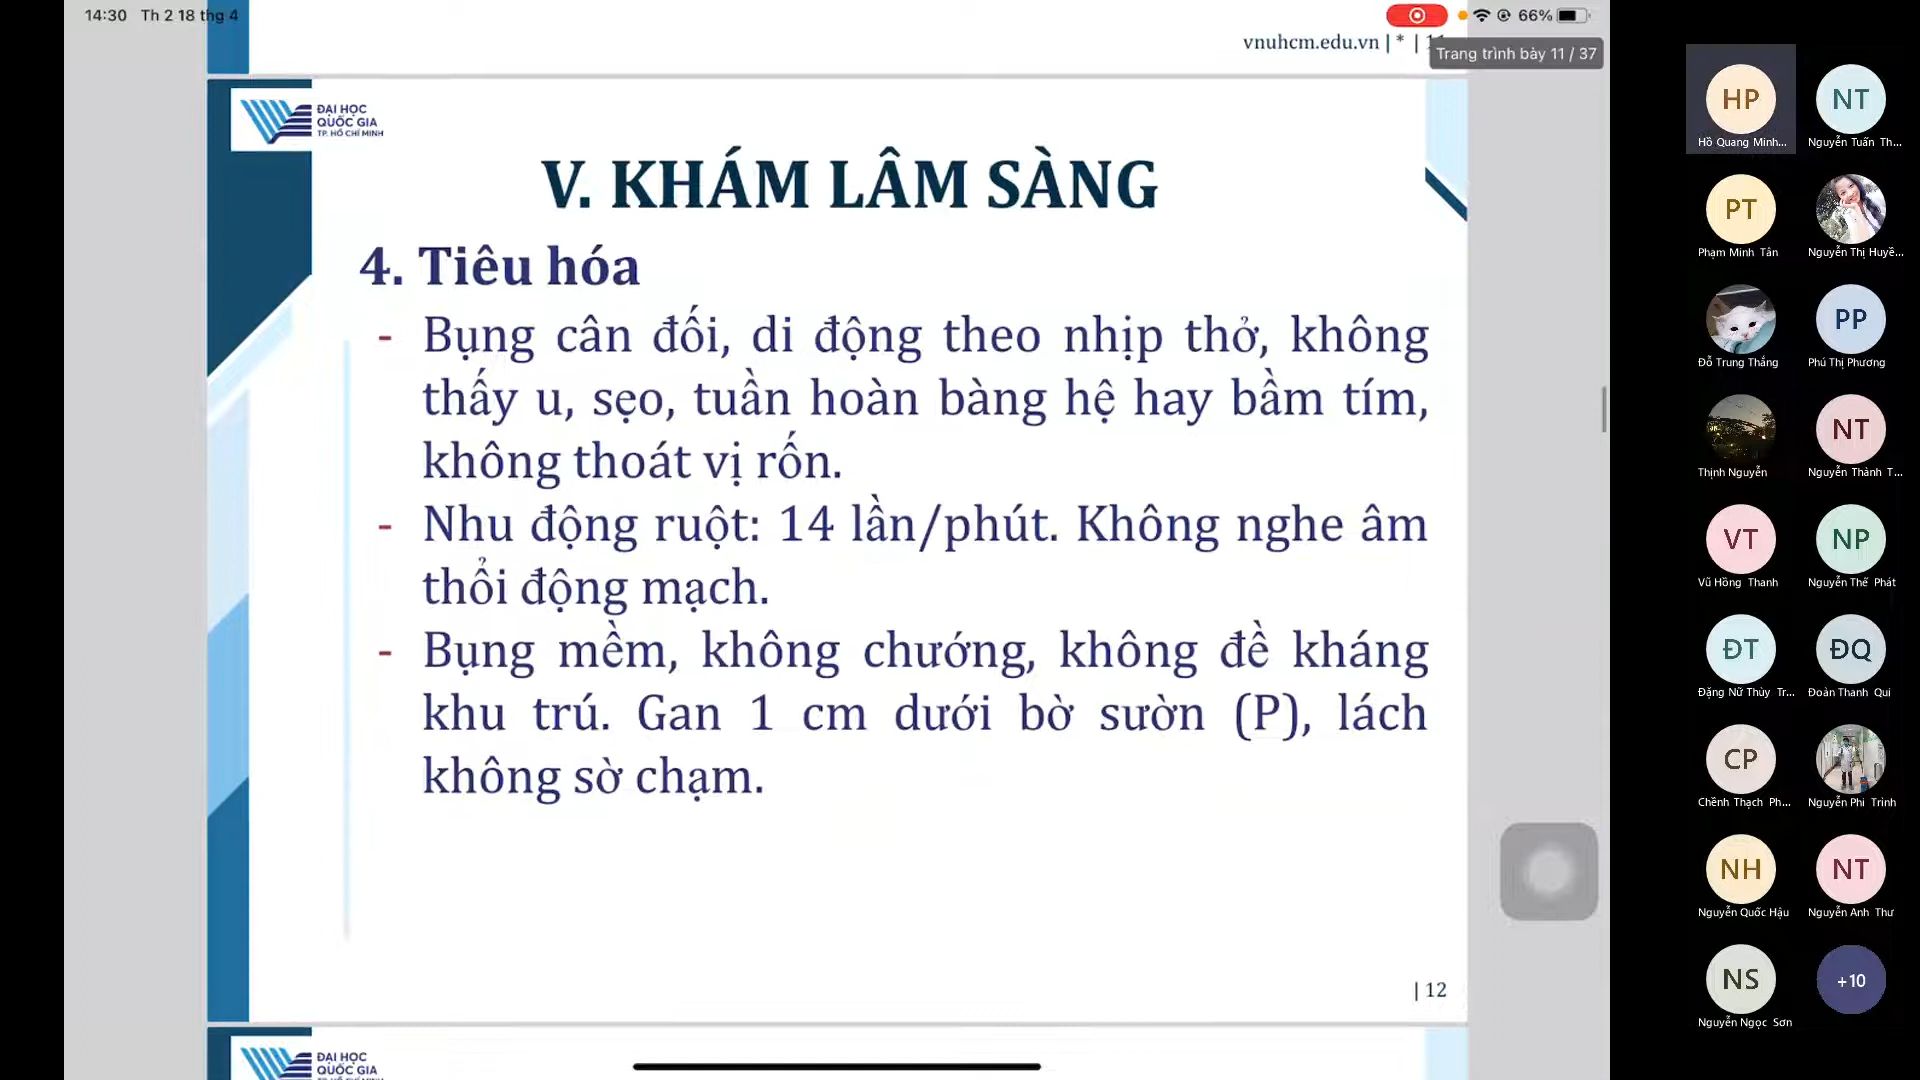 14:30 Th 2 18 thg 4
66%
vnuhcm.edu.vn | * |
Trang trình bày 11 / 37
ĐẠI HỌC
QUỐC GIA
TP. HỒ CHÍ MINH
V. KHÁM LÂM SÀNG
4. Tiêu hóa
- Bụng cân đối, di động theo nhịp thở, không
thấy u, sẹo, tuần hoàn bàng hệ hay bầm tím,
không thoát vị rốn.
- Nhu động ruột: 14 lần/phút. Không nghe âm
thổi động mạch.
- Bụng mềm, không chướng, không đề kháng
khu trú. Gan 1 cm dưới bờ sườn (P), lách
không sờ chạm.
| 12
ĐẠI HỌC
QUỐC GIA
HP
NT
Hồ Quang Minh...
Nguyễn Tuấn Th...
PT
Phạm Minh Tân
Nguyễn Thị Huyề...
PP
Đỗ Trung Thắng
Phú Thị Phương
NT
Thịnh Nguyễn
Nguyễn Thành T...
VT
NP
Vũ Hồng Thanh
Nguyễn Thế Phát
ĐT
ĐQ
Đặng Nữ Thùy Tr...
Đoàn Thanh Qui
CP
Chềnh Thạch Ph...
Nguyễn Phi Trình
NH
NT
Nguyễn Quốc Hậu
Nguyễn Anh Thư
NS
+10
Nguyễn Ngọc Sơn